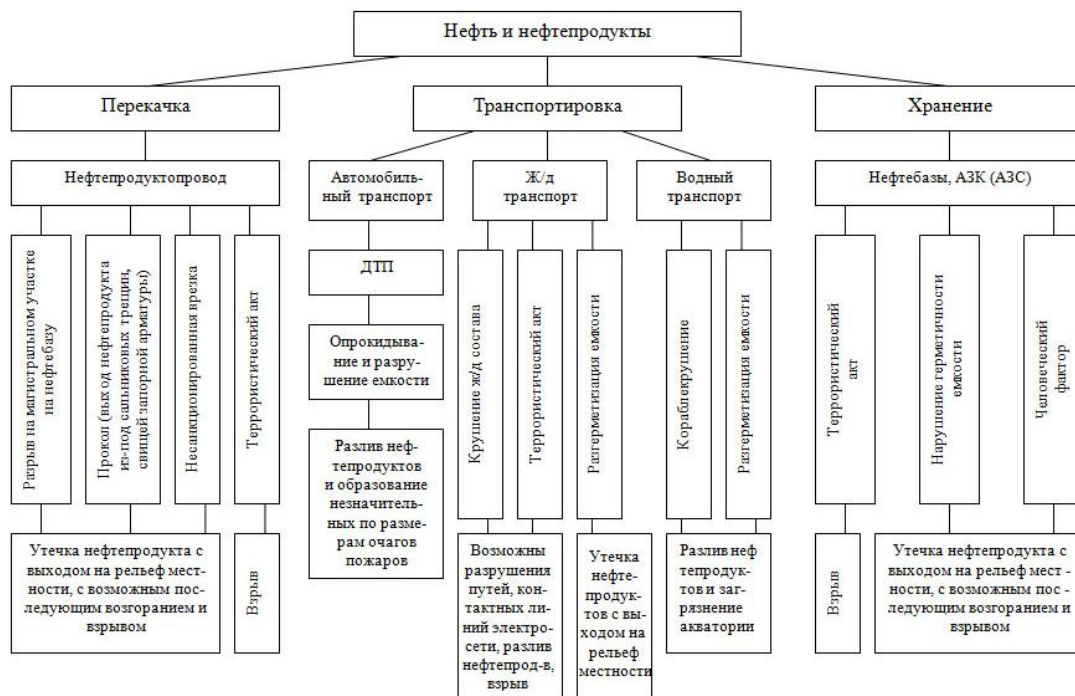 Нефть и нефтепродукты
Перекачка
Транспортировка
Хранение
Нефтепродуктопровод
Автомобиль-
ный транспорт
Ж/д
транспорт
Водный
транспорт
Нефтебазы, АЗК (АЗС)
Разрыв на магистральном участке
на нефтебазу
Прокол (выход нефтепродукта
из-под сальниковых трещин,
свищей запорной арматуры)
Несанкционированная врезка
Террористический акт
ДТП
Опрокидыва-
ние и разру-
шение емкости
Разлив неф-
тепродуктов
и образование
незначитель-
ных по разме-
рам очагов
пожаров
Крушение ж/д состава
Террористический акт
Разгерметизация емкости
Кораблекрушение
Разгерметизация емкости
Террористический
акт
Нарушение герметичности
емкости
Человеческий
фактор
Утечка нефтепродукта с
выходом на рельеф мест-
ности, с возможным пос-
ледующим возгоранием и
взрывом
Взрыв
Возможны
разрушения
путей, кон-
тактных ли-
ний электро-
сети, разлив
нефтепрод-в,
взрыв
Утечка
нефте-
продук-
тов с вы-
ходом на
рельеф
местности
Разлив неф
тепродук-
тов и заг-
рязнение
акватории
Взрыв
Утечка нефтепродукта с
выходом на рельеф мест -
ности, с возможным пос -
ледующим возгоранием и
взрывом